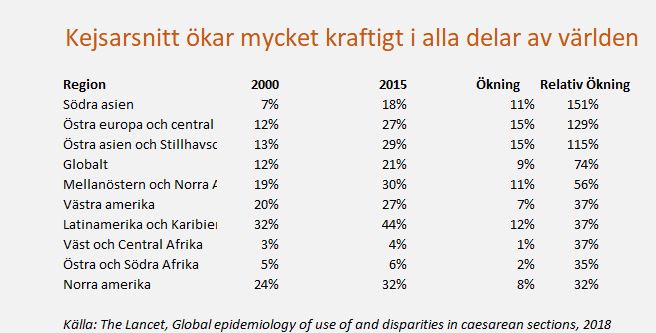 Kejsarsnitt ökar mycket kraftigt i alla delar av världen
Region 2000 2015 Ökning Relativ Ökning
Södra asien 7% 18% 11% 151%
Östra europa och central 12% 27% 15% 129%
Östra asien och Stillhavsc 13% 29% 15% 115%
Globalt 12% 21% 9% 74%
Mellanöstern och Norra A 19% 30% 11% 56%
Västra amerika 20% 27% 7% 37%
Latinamerika och Karibien 32% 44% 12% 37%
Väst och Central Afrika 3% 4% 1% 37%
Östra och Södra Afrika 5% 6% 2% 35%
Norra amerika 24% 32% 8% 32%
Källa: The Lancet, Global epidemiology of use of and disparities in caesarean sections, 2018